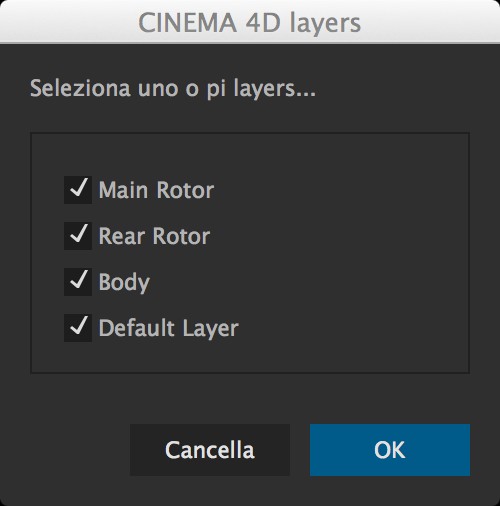 CINEMA 4D layers
Seleziona uno o pi layers...
Main Rotor
Rear Rotor
Body
Default Layer
Cancella
OK